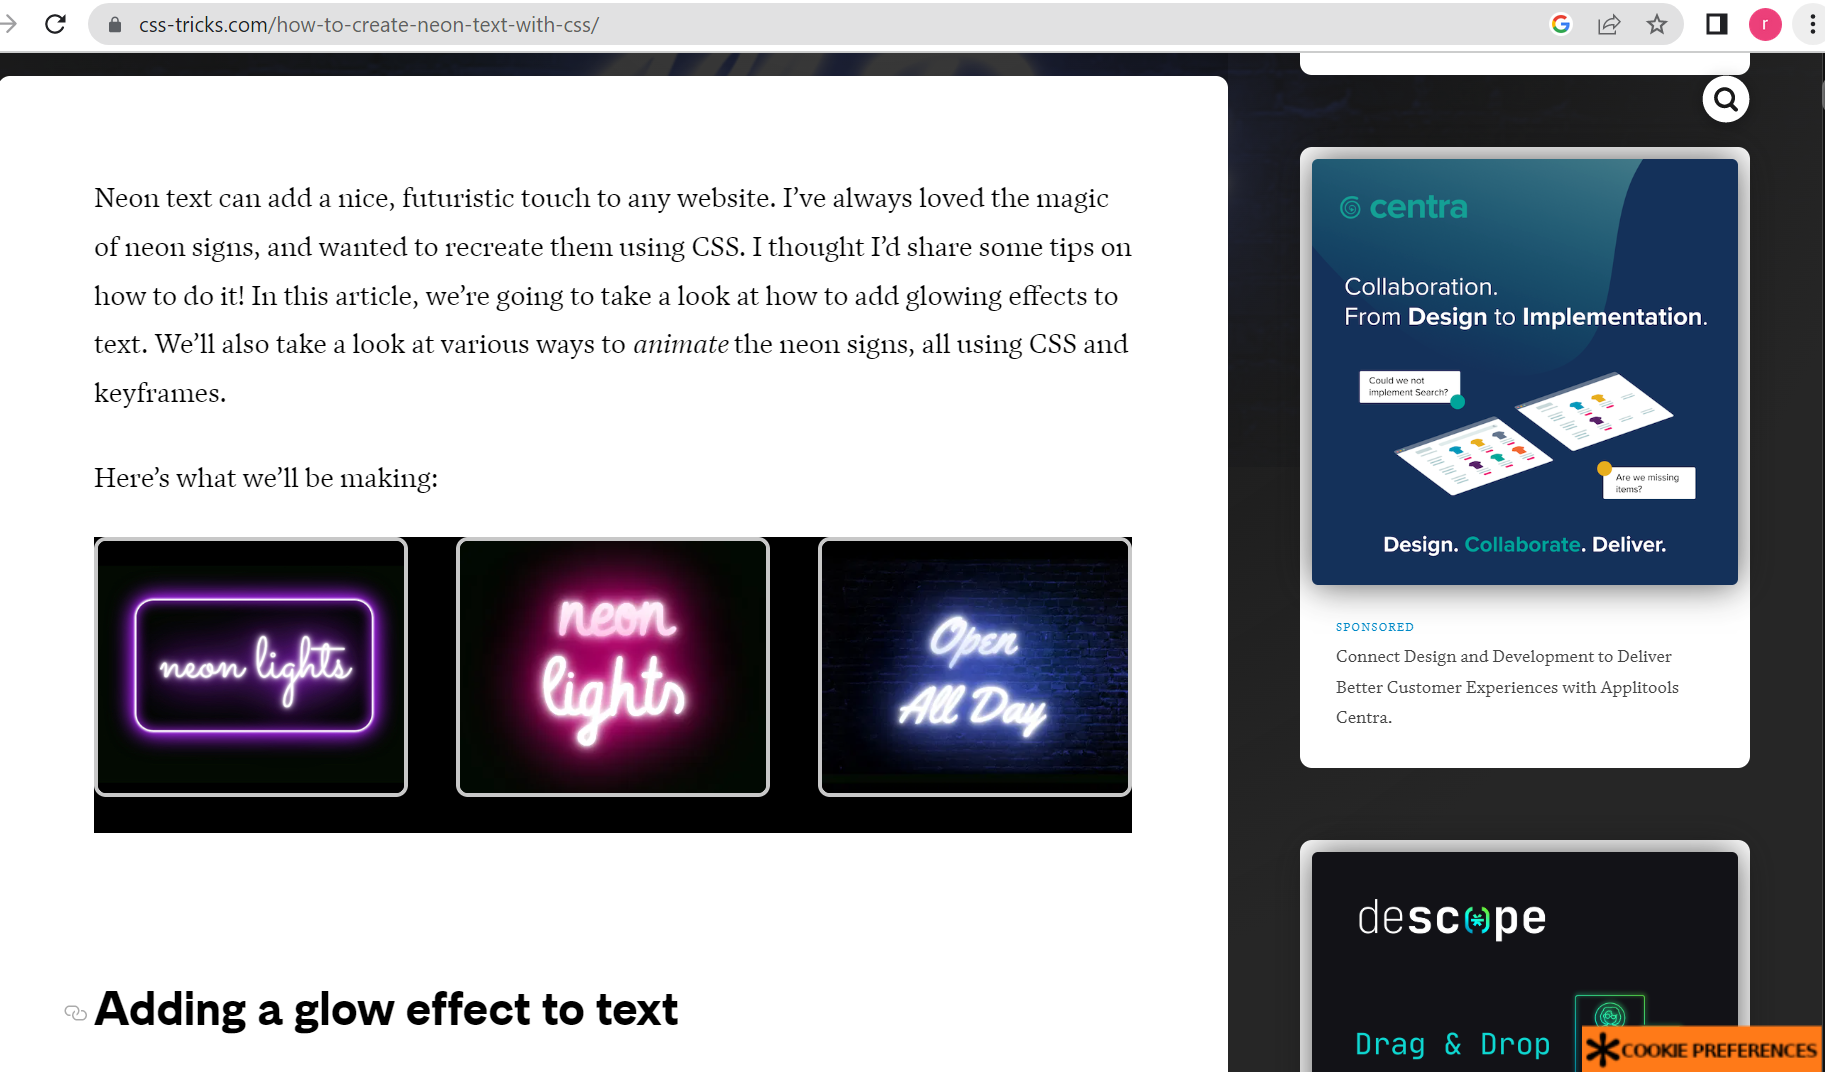 css-tricks.com/how-to-create-neon-text-with-css/
r
Neon text can add a nice, futuristic touch to any website. I’ve always loved the magic
of neon signs, and wanted to recreate them using CSS. I thought I’d share some tips on
how to do it! In this article, we’re going to take a look at how to add glowing effects to
text. We’ll also take a look at various ways to animate the neon signs, all using CSS and
keyframes.
Here’s what we’ll be making:
neon lights
neon
lights
Open
All Day
Adding a glow effect to text
centra
Collaboration.
From Design to Implementation.
Could we not
implement Search?
Are we missing
items?
Design. Collaborate. Deliver.
SPONSORED
Connect Design and Development to Deliver
Better Customer Experiences with Applitools
Centra.
descope
Drag & Drop
COOKIE PREFERENCES